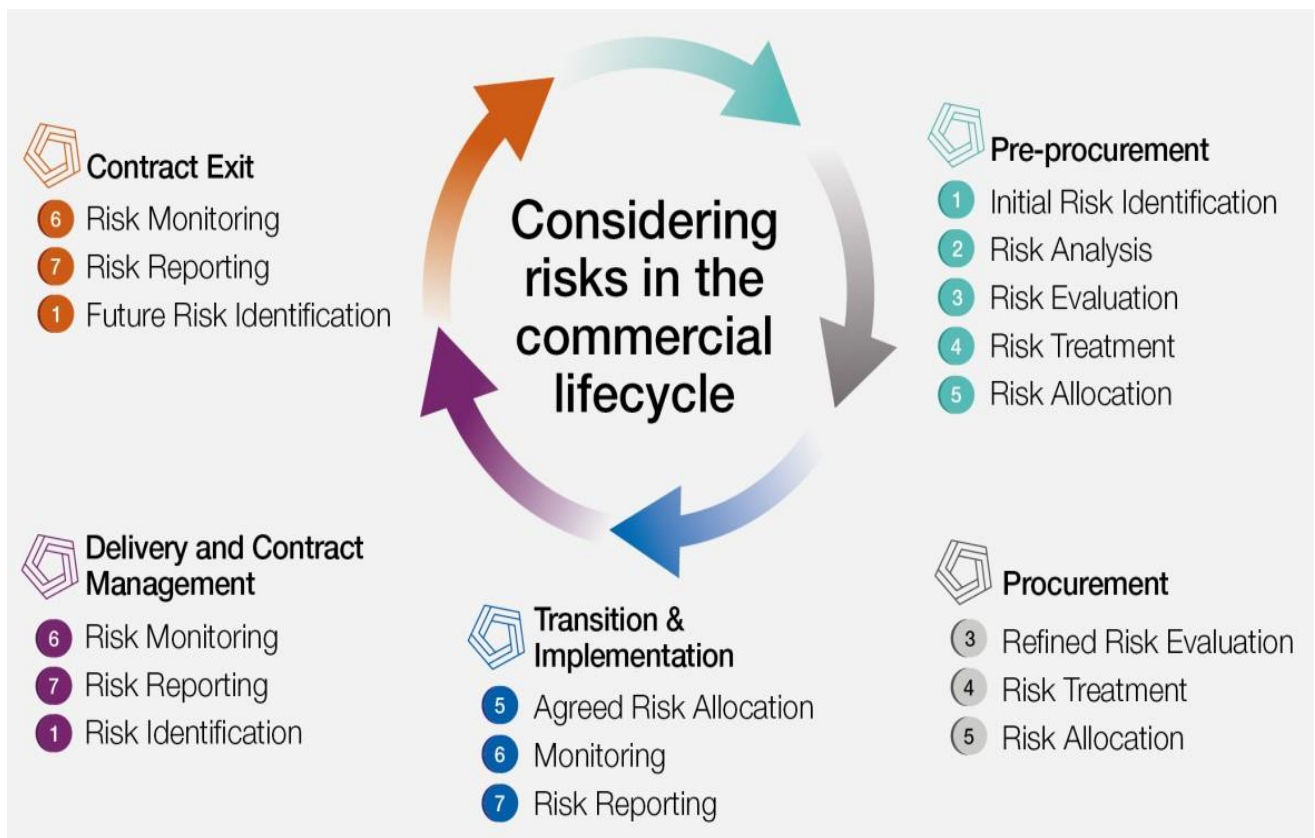 Considering
risks in the
commercial
lifecycle
Pre-procurement
1 Initial Risk Identification
2 Risk Analysis
3 Risk Evaluation
4 Risk Treatment
5 Risk Allocation
Procurement
3 Refined Risk Evaluation
4 Risk Treatment
5 Risk Allocation
Transition &
Implementation
5 Agreed Risk Allocation
6 Monitoring
7 Risk Reporting
Delivery and Contract
Management
6 Risk Monitoring
7 Risk Reporting
1 Risk Identification
Contract Exit
6 Risk Monitoring
7 Risk Reporting
1 Future Risk Identification